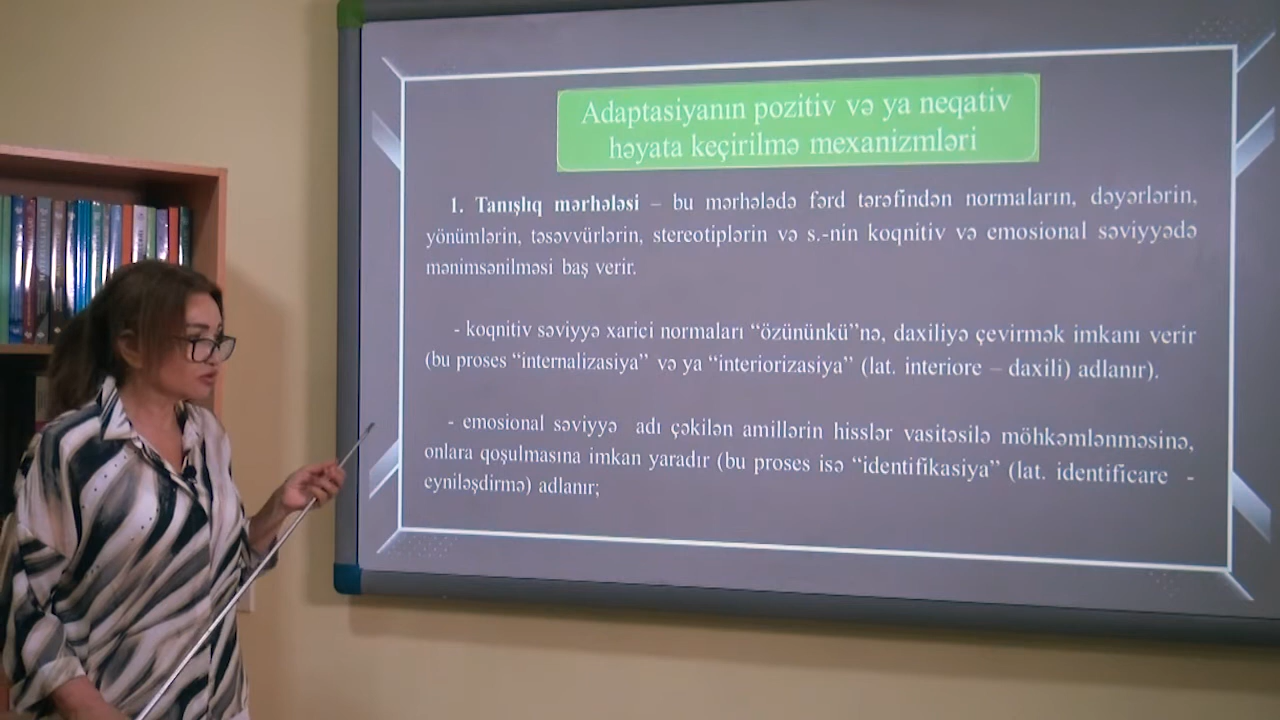 Adaptasiyanın pozitiv və ya neqativ
həyata keçirilmə mexanizmləri
1. Tanışlıq mərhələsi – bu mərhələdə fərd tərəfindən normaların, dəyərlərin,
yönümlərin, təsəvvürlərin, stereotiplərin və s.-nin koqnitiv və emosional səviyyədə
mənimsənilməsi baş verir.
- koqnitiv səviyyə xarici normaları “özününkü”nə, daxiliyə çevirmək imkanı verir
(bu proses “internalizasiya” və ya “interiorizasiya” (lat. interiore – daxili) adlanır).
- emosional səviyyə adı çəkilən amillərin hisslər vasitəsilə möhkəmlənməsinə,
onlara qoşulmasına imkan yaradır (bu proses isə “identifikasiya” (lat. identificare -
eyniləşdirmə) adlanır;